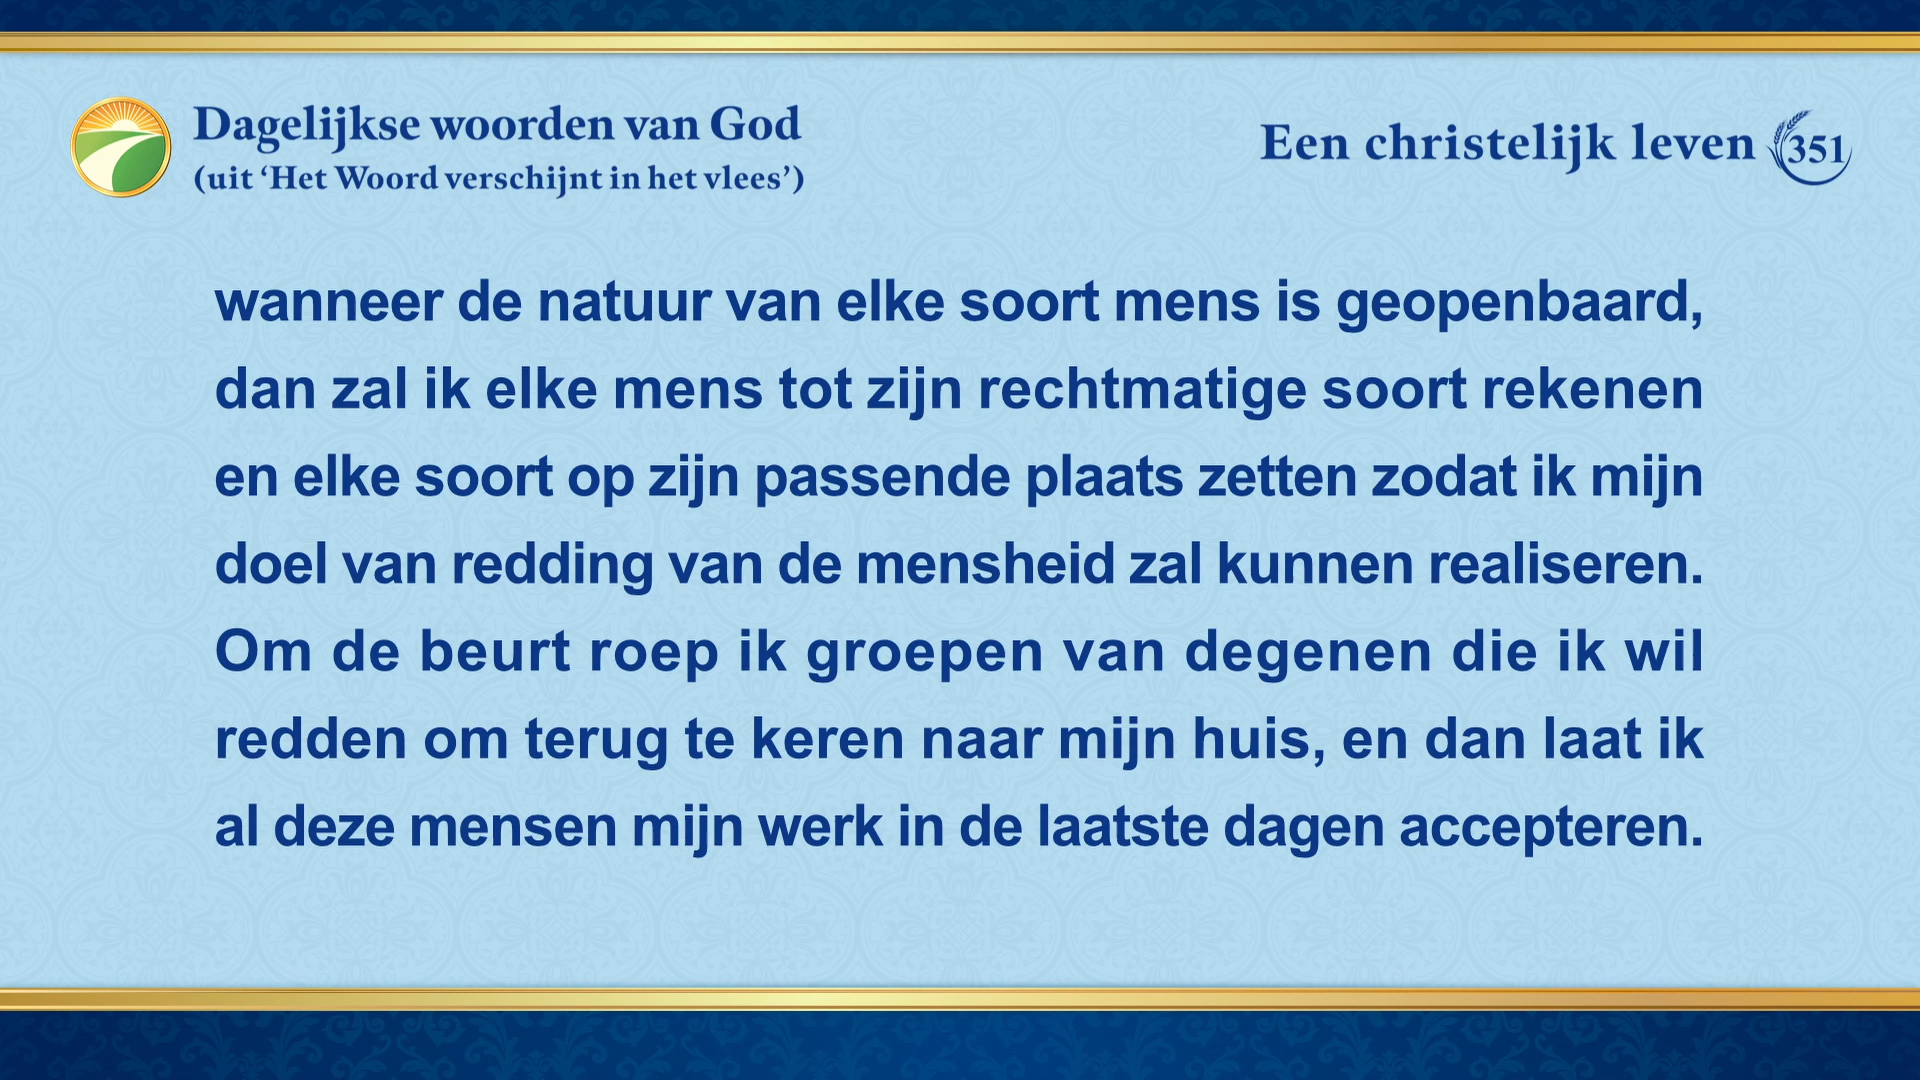 Dagelijkse woorden van God
(uit ‘Het Woord verschijnt in het vlees’)
Een christelijk leven 351
wanneer de natuur van elke soort mens is geopenbaard,
dan zal ik elke mens tot zijn rechtmatige soort rekenen
en elke soort op zijn passende plaats zetten zodat ik mijn
doel van redding van de mensheid zal kunnen realiseren.
Om de beurt roep ik groepen van degenen die ik wil
redden om terug te keren naar mijn huis, en dan laat ik
al deze mensen mijn werk in de laatste dagen accepteren.